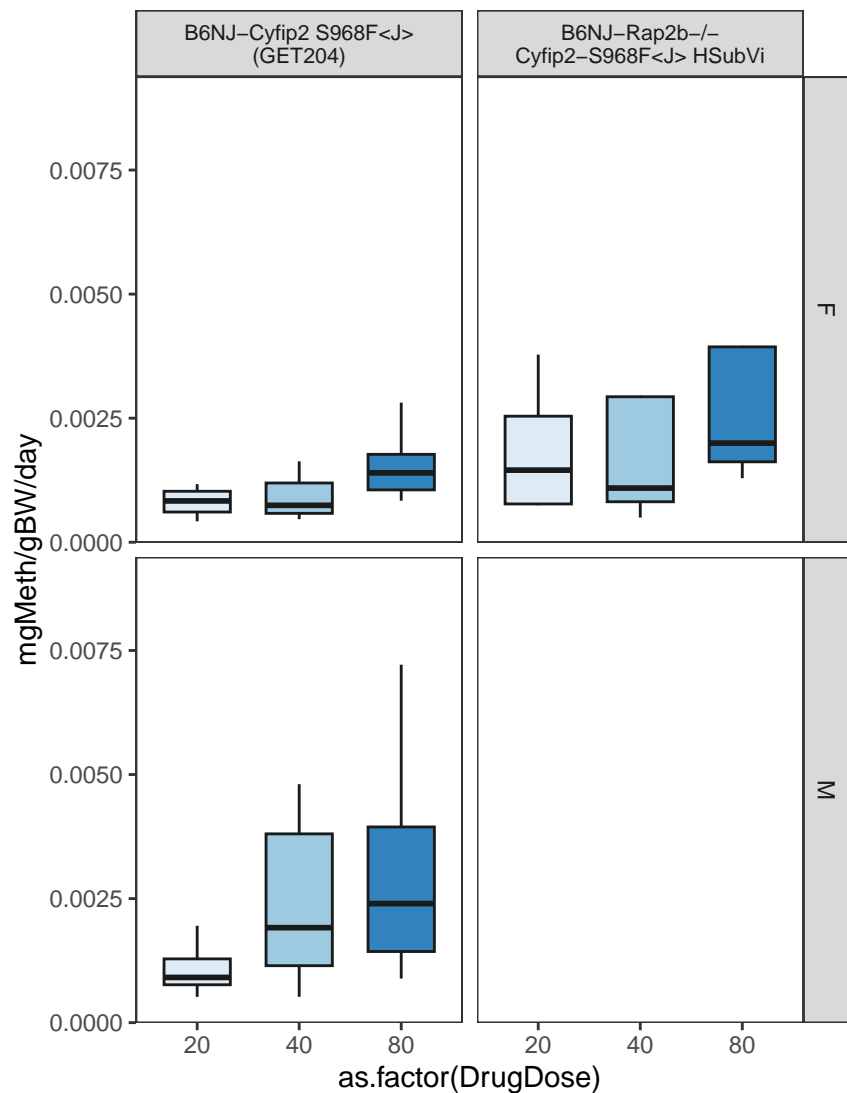 B6NJ−Cyfip2 S968F<J>
(GET204)
B6NJ−Rap2b−/−
Cyfip2−S968F<J> HSubVi
F
M
mgMeth/gBW/day
0.0075
0.0050
0.0025
0.0000
0.0075
0.0050
0.0025
0.0000
20 40 80 20 40 80
as.factor(DrugDose)